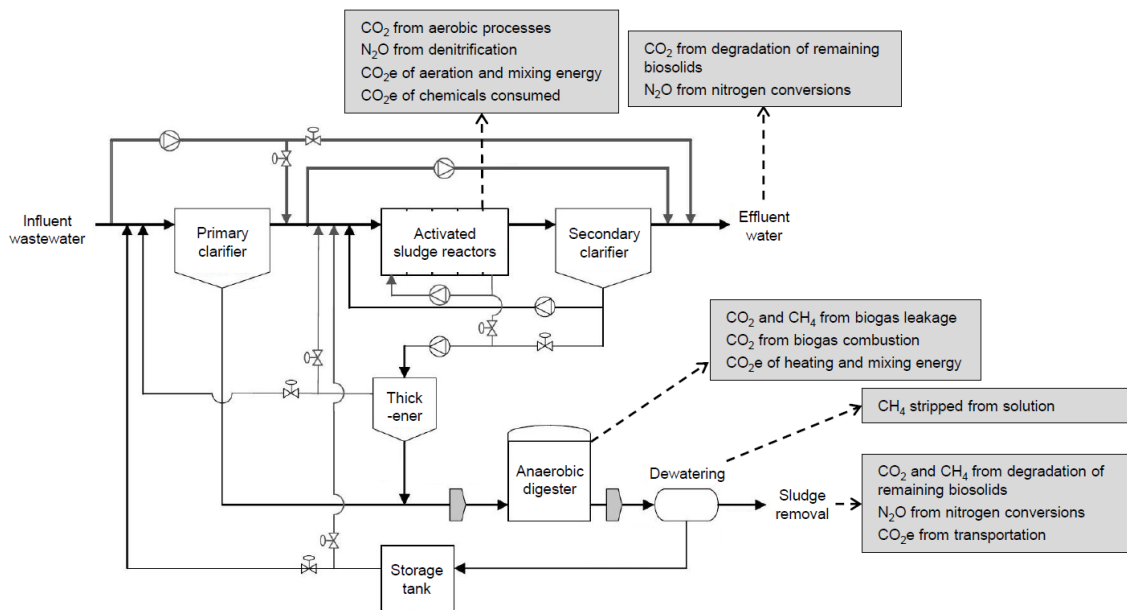 CO₂ from aerobic processes
N₂O from denitrification
CO₂e of aeration and mixing energy
CO₂e of chemicals consumed
CO₂ from degradation of remaining
biosolids
N₂O from nitrogen conversions
Influent
wastewater
Primary
clarifier
Activated
sludge reactors
Secondary
clarifier
Effluent
water
CO₂ and CH₄ from biogas leakage
CO₂ from biogas combustion
CO₂e of heating and mixing energy
Thick
-ener
CH₄ stripped from solution
Anaerobic
digester
Dewatering
Sludge
removal
CO₂ and CH₄ from degradation of
remaining biosolids
N₂O from nitrogen conversions
CO₂e from transportation
Storage
tank